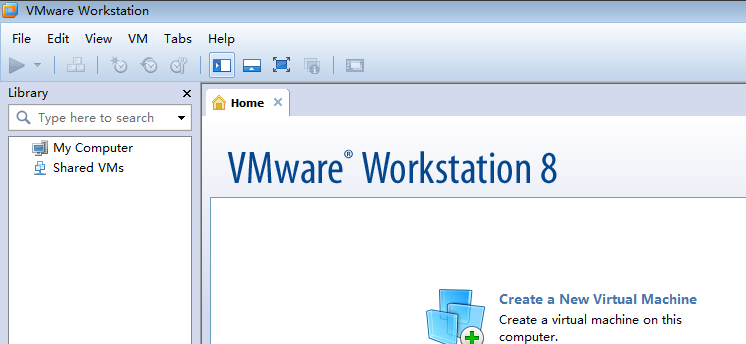 VMware Workstation
File Edit View VM Tabs Help
Library
Type here to search
My Computer
Shared VMs
Home
VMware® Workstation 8
Create a New Virtual Machine
Create a virtual machine on this
computer.